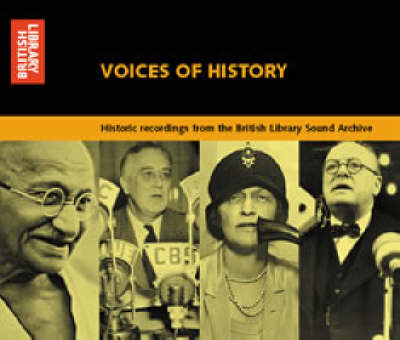 BRITISH
LIBRARY
VOICES OF HISTORY
Historic recordings from the British Library Sound Archive
CBS